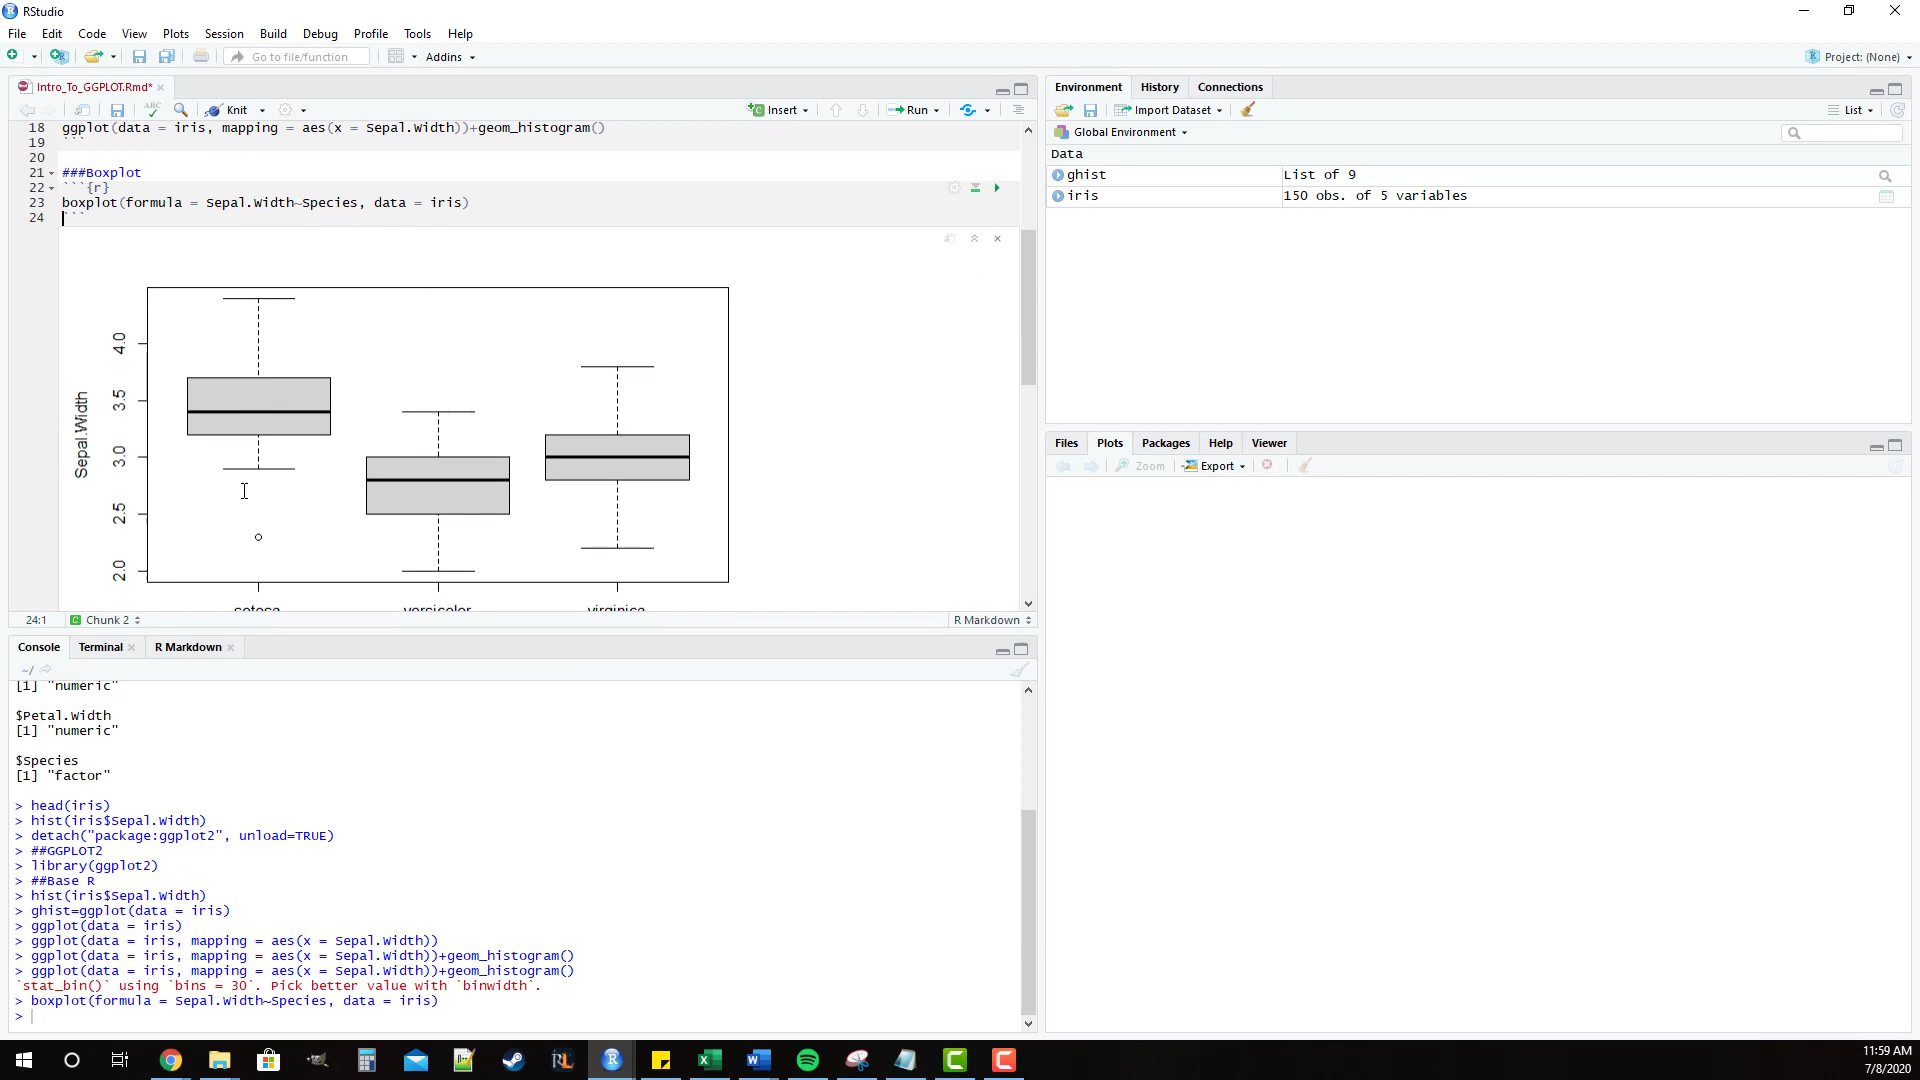 RStudio
File Edit Code View Plots Session Build Debug Profile Tools Help
Go to file/function
Addins
Project: (None)
Intro_To_GGPLOT.Rmd*
ABC
Knit
Insert
Run
18 ggplot(data = iris, mapping = aes(x = Sepal.Width))+geom_histogram()
19 ```
20
21 ###Boxplot
22 ```{r}
23 boxplot(formula = Sepal.Width~Species, data = iris)
24 ```
4.0
3.5
3.0
2.5
2.0
Sepal.Width
setosa versicolor virginica
24:1 Chunk 2 R Markdown
Console Terminal R Markdown
~/
[1] "numeric"
$Petal.Width
[1] "numeric"
$Species
[1] "factor"
> head(iris)
> hist(iris$Sepal.Width)
> detach("package:ggplot2", unload=TRUE)
> ##GGPLOT2
> library(ggplot2)
> ##Base R
> hist(iris$Sepal.Width)
> ghist=ggplot(data = iris)
> ggplot(data = iris)
> ggplot(data = iris, mapping = aes(x = Sepal.Width))
> ggplot(data = iris, mapping = aes(x = Sepal.Width))+geom_histogram()
> ggplot(data = iris, mapping = aes(x = Sepal.Width))+geom_histogram()
`stat_bin()` using `bins = 30`. Pick better value with `binwidth`.
> boxplot(formula = Sepal.Width~Species, data = iris)
>
Environment History Connections
Import Dataset
List
Global Environment
Data
ghist List of 9
iris 150 obs. of 5 variables
Files Plots Packages Help Viewer
Zoom Export
11:59 AM
7/8/2020